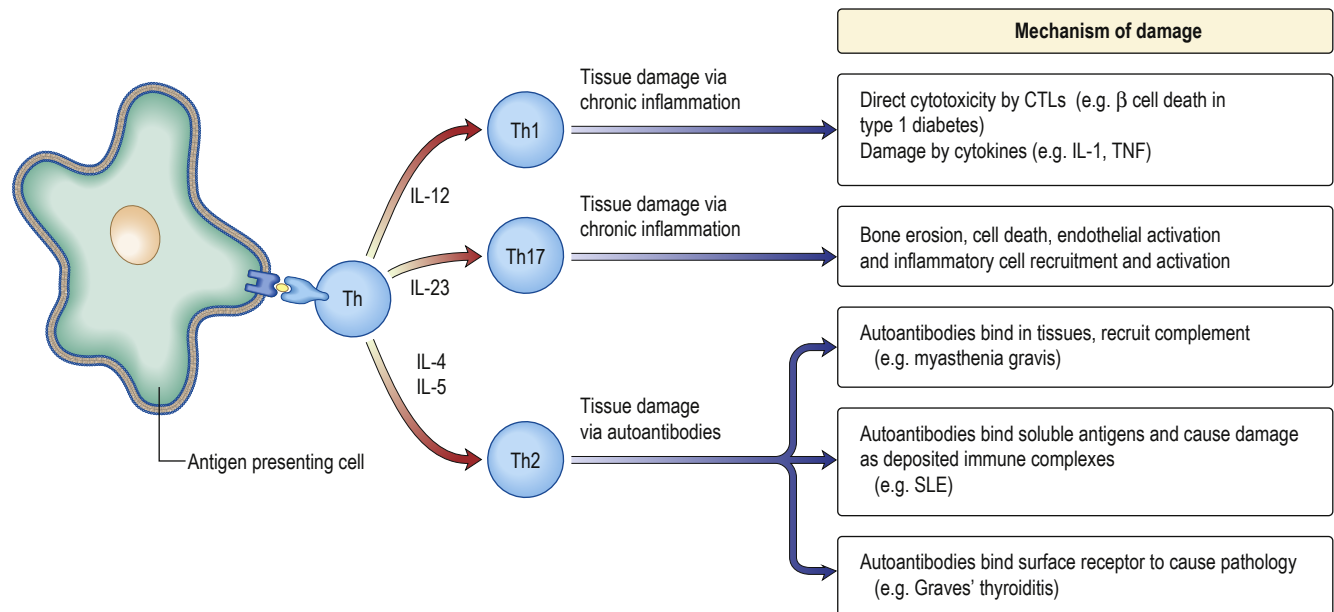 Mechanism of damage
Tissue damage via
chronic inflammation
Th1
Direct cytotoxicity by CTLs (e.g. β cell death in
type 1 diabetes)
Damage by cytokines (e.g. IL-1, TNF)
IL-12
Tissue damage via
chronic inflammation
Th17
Bone erosion, cell death, endothelial activation
and inflammatory cell recruitment and activation
IL-23
Th
Autoantibodies bind in tissues, recruit complement
(e.g. myasthenia gravis)
IL-4
IL-5
Tissue damage
via autoantibodies
Th2
Autoantibodies bind soluble antigens and cause damage
as deposited immune complexes
(e.g. SLE)
Antigen presenting cell
Autoantibodies bind surface receptor to cause pathology
(e.g. Graves' thyroiditis)